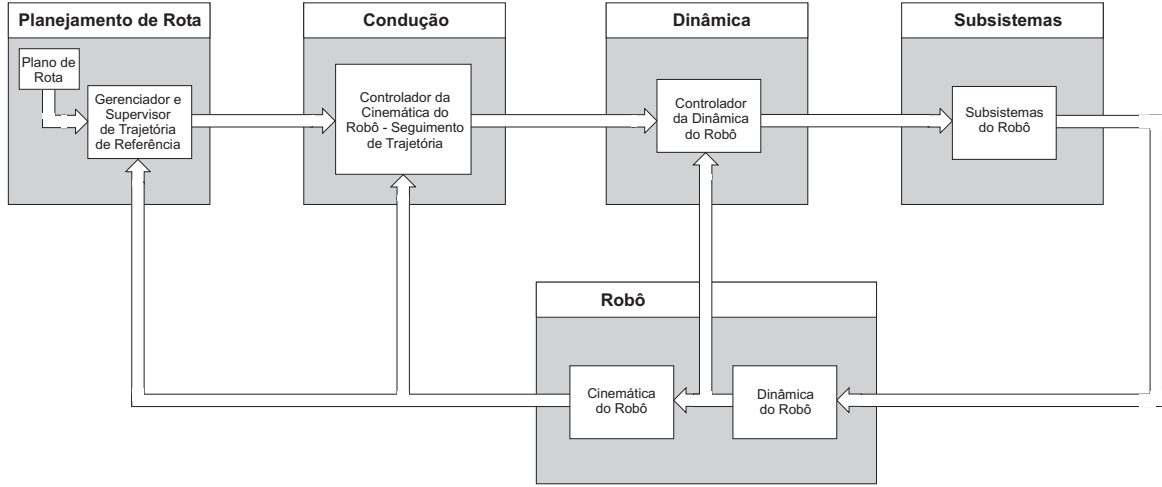 Planejamento de Rota
Plano de
Rota
Gerenciador e
Supervisor
de Trajetória
de Referência
Condução
Controlador da
Cinemática do
Robô - Seguimento
de Trajetória
Dinâmica
Controlador
da Dinâmica
do Robô
Subsistemas
Subsistemas
do Robô
Robô
Cinemática
do Robô
Dinâmica
do Robô